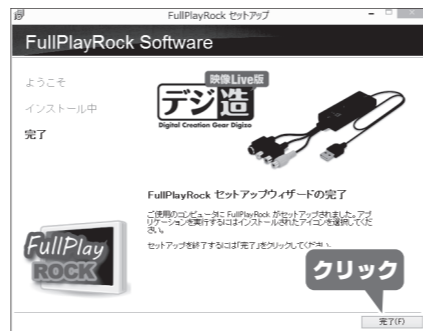 FullPlayRock セットアップ
FullPlayRock Software
ようこそ
インストール中
完了
映像Live版
デジ造
Digital Creation Gear Digizo
FullPlayRock セットアップウィザードの完了
ご使用のコンピュータに FullPlayRock がセットアップされました。アプ
リケーションを実行するにはインストールされたアイコンを選択してくだ
さい。
セットアップを終了するには「完了」をクリックしてください。
FullPlay
ROCK
クリック
完了(F)